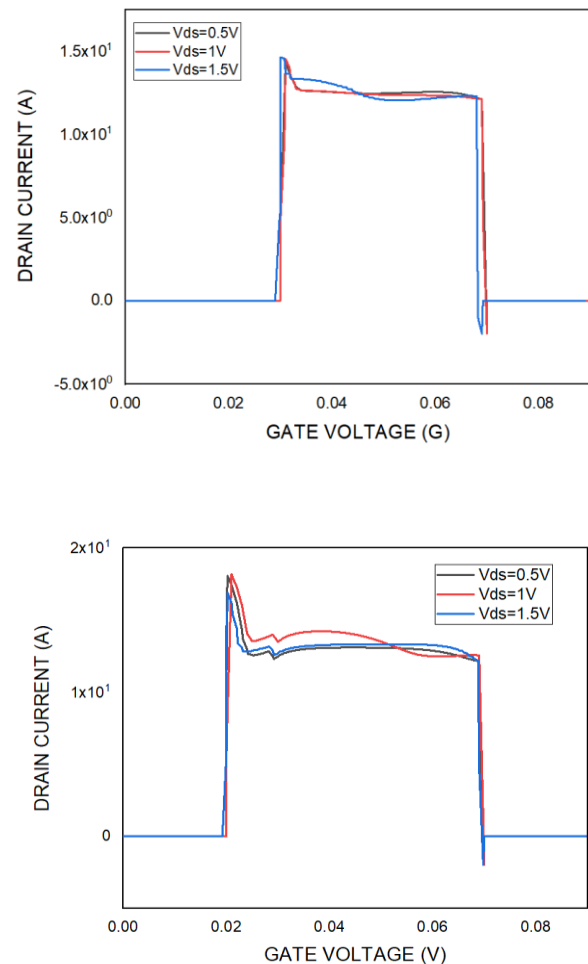 Vds=0.5V
Vds=1V
Vds=1.5V
1.5x10¹
1.0x10¹
5.0x10⁰
0.0
-5.0x10⁰
DRAIN CURRENT (A)
0.00 0.02 0.04 0.06 0.08
GATE VOLTAGE (G)
Vds=0.5V
Vds=1V
Vds=1.5V
2x10¹
1x10¹
0
DRAIN CURRENT (A)
0.00 0.02 0.04 0.06 0.08
GATE VOLTAGE (V)